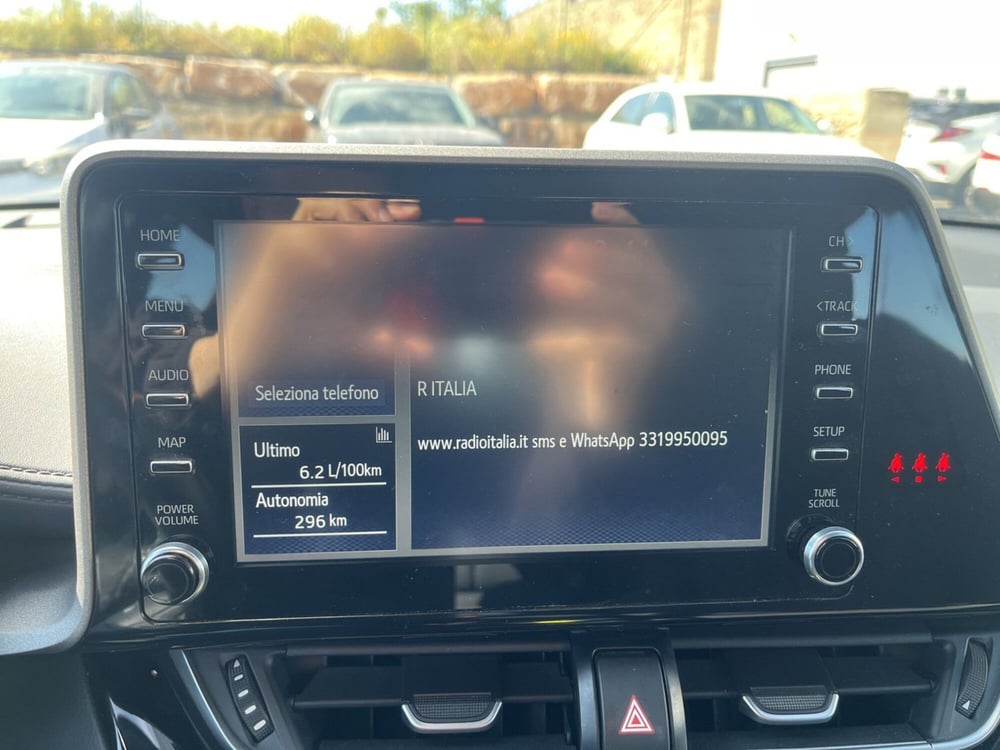 HOME
MENU
AUDIO
MAP
POWER
VOLUME
Seleziona telefono
Ultimo
6.2 L/100km
Autonomia
296 km
R ITALIA
www.radioitalia.it sms e WhatsApp 3319950095
CH >
< TRACK
PHONE
SETUP
TUNE
SCROLL